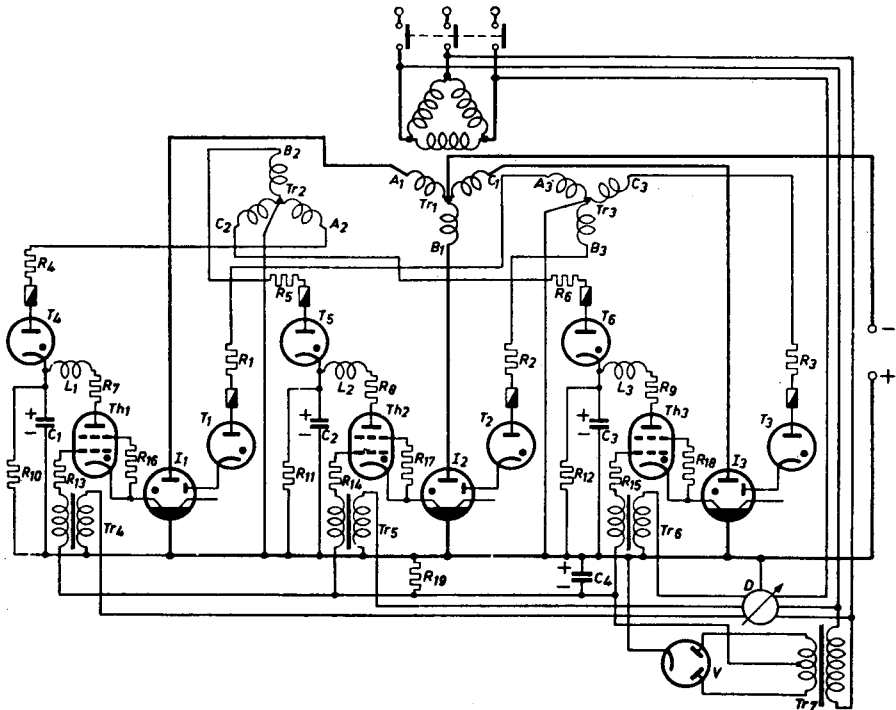 B2
A1
C1
A3
C3
Tr2
Tr1
Tr3
C2
A2
B1
B3
R4
R5
R6
T4
T5
T6
−
+
R1
R2
R3
L1
R7
L2
R8
L3
R9
+
−
C1
Th1
T1
+
−
C2
Th2
T2
+
−
C3
Th3
T3
R10
R13
R16
I1
R11
R14
R17
I2
R12
R15
R18
I3
Tr4
Tr5
Tr6
R19
+
−
C4
D
V
Tr7